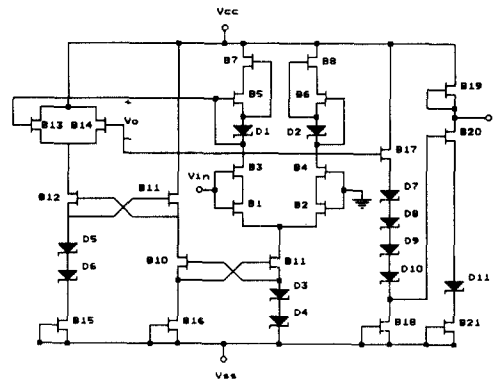 Vcc
B7 B8
B5 B6 B19
B13 B14 Vo D1 D2 B20
+
-
B17
Vin B3 B4
B12 B11 B1 B2 D7
D8
D5 B10 B11 D9
D6 D3 D10 D11
D4
B15 B16 B18 B21
Vss